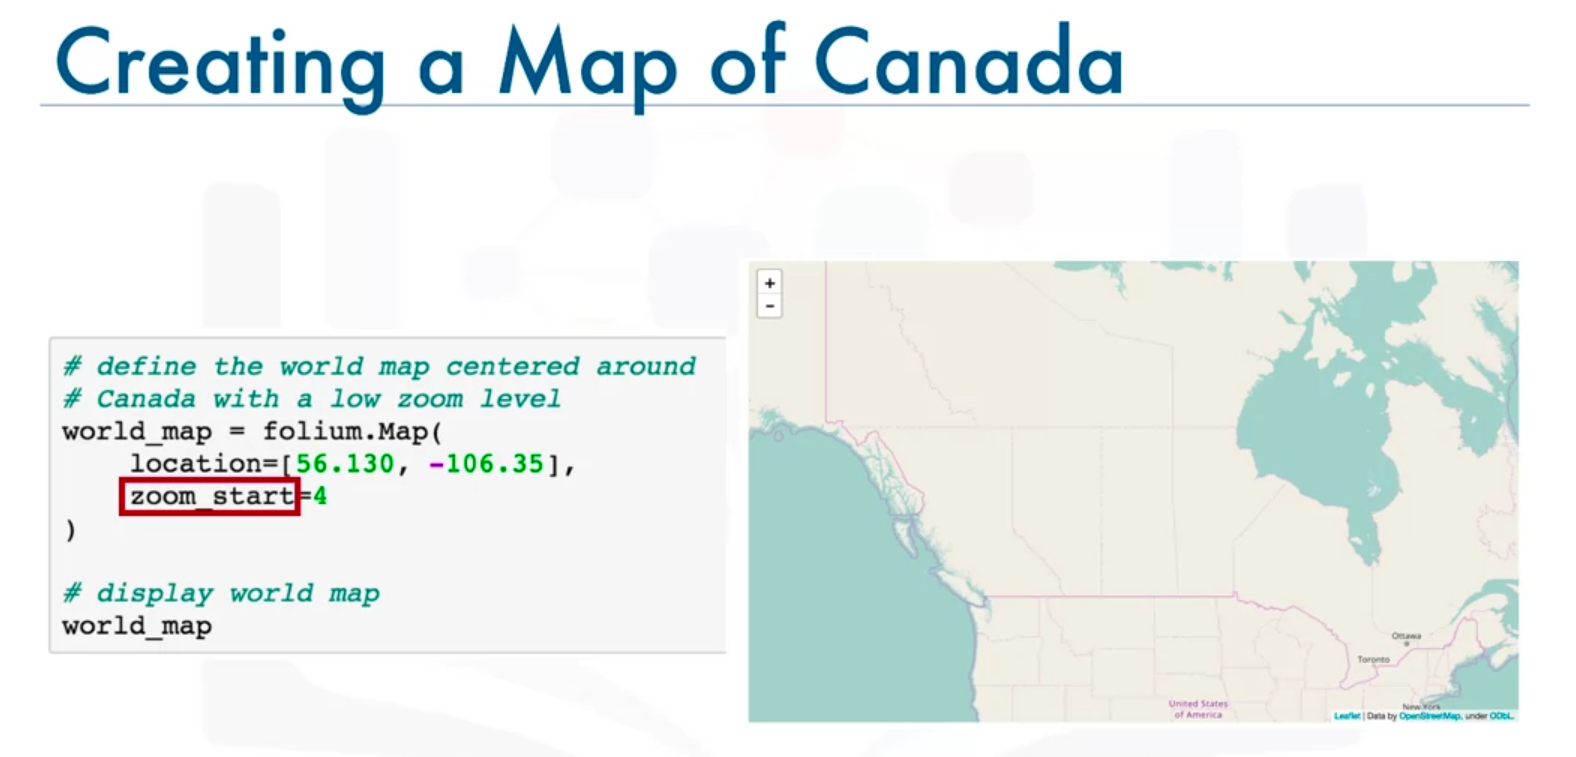 Creating a Map of Canada
# define the world map centered around
# Canada with a low zoom level
world_map = folium.Map(
    location=[56.130, -106.35],
    zoom_start=4
)
# display world map
world_map
+
-
Ottawa
Toronto
United States
of America
New York
Leaflet | Data by OpenStreetMap, under ODbL.